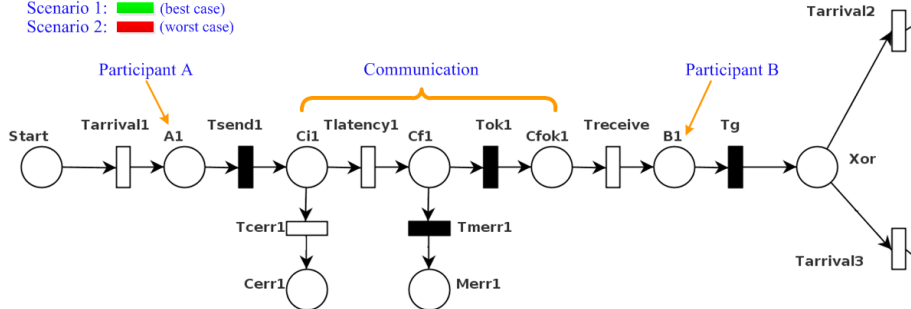 Scenario 1: (best case)
Scenario 2: (worst case)
Tarrival2
Participant A
Communication
Participant B
Start
Tarrival1
A1
Tsend1
Ci1
Tlatency1
Cf1
Tok1
Cfok1
Treceive
B1
Tg
Xor
Tcerr1
Tmerr1
Tarrival3
Cerr1
Merr1